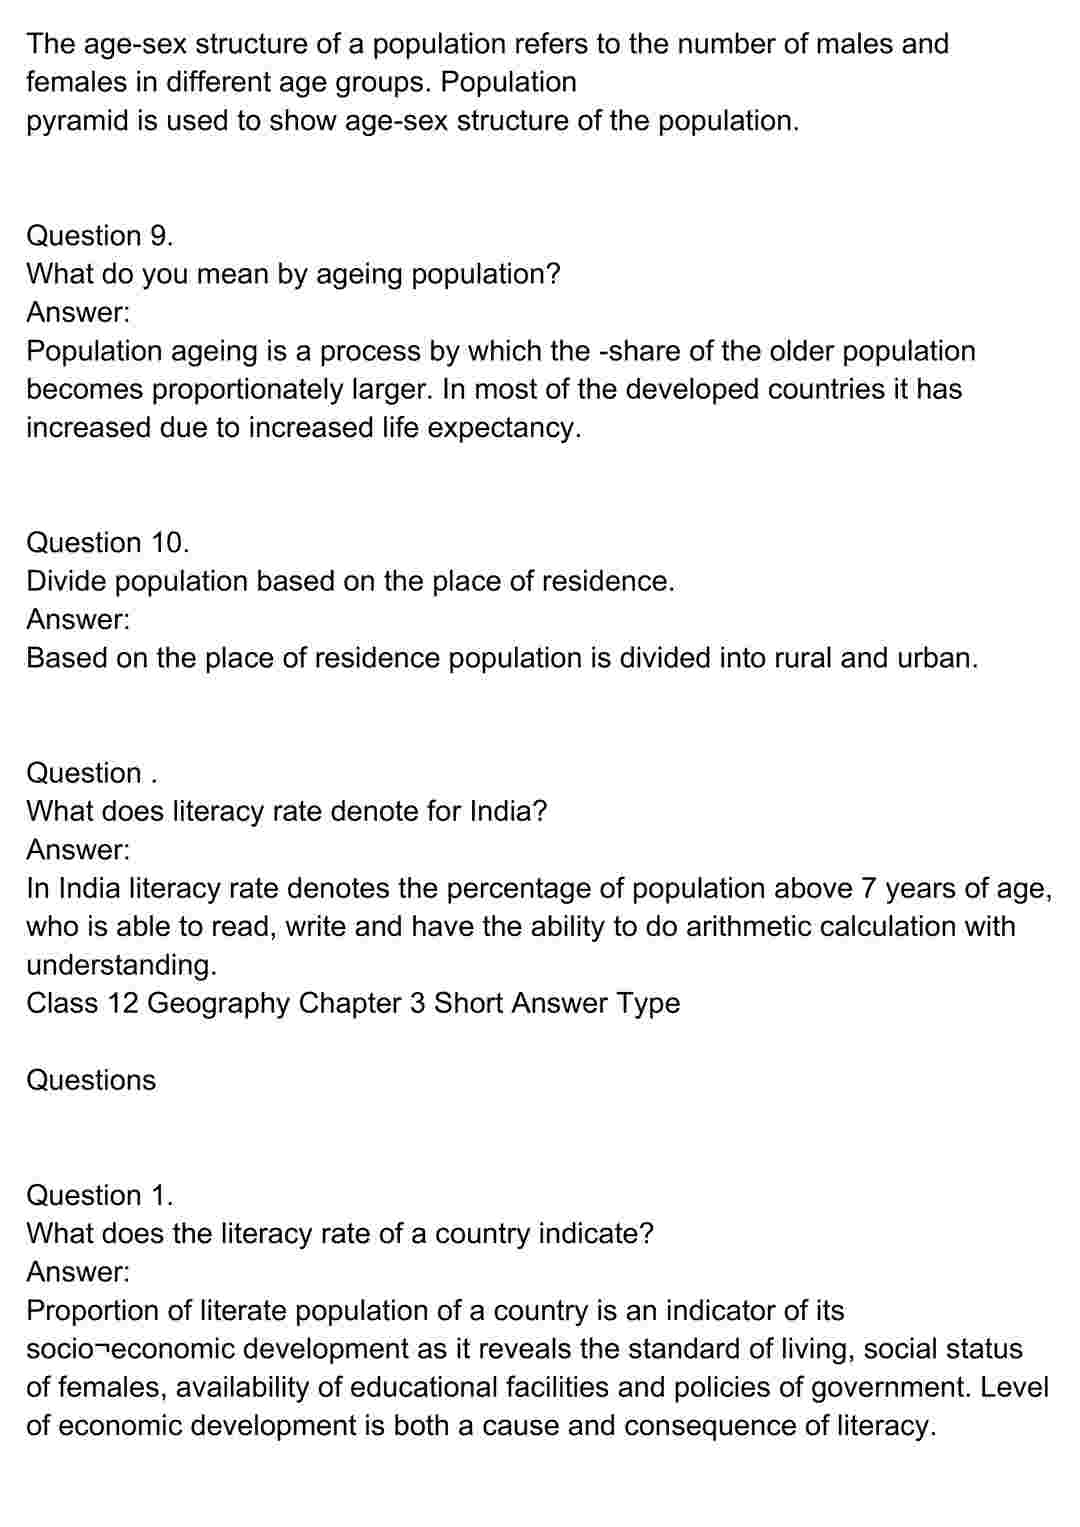 The age-sex structure of a population refers to the number of males and
females in different age groups. Population
pyramid is used to show age-sex structure of the population.
Question 9.
What do you mean by ageing population?
Answer:
Population ageing is a process by which the -share of the older population
becomes proportionately larger. In most of the developed countries it has
increased due to increased life expectancy.
Question 10.
Divide population based on the place of residence.
Answer:
Based on the place of residence population is divided into rural and urban.
Question .
What does literacy rate denote for India?
Answer:
In India literacy rate denotes the percentage of population above 7 years of age,
who is able to read, write and have the ability to do arithmetic calculation with
understanding.
Class 12 Geography Chapter 3 Short Answer Type
Questions
Question 1.
What does the literacy rate of a country indicate?
Answer:
Proportion of literate population of a country is an indicator of its
socio¬economic development as it reveals the standard of living, social status
of females, availability of educational facilities and policies of government. Level
of economic development is both a cause and consequence of literacy.